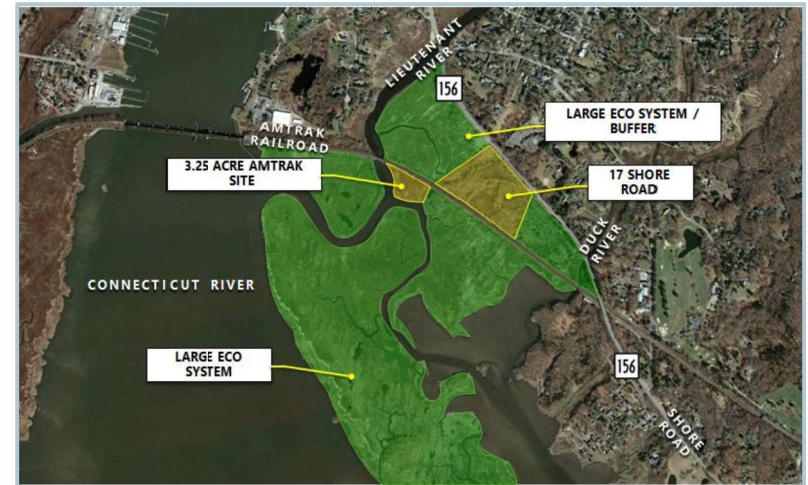 LIEUTENANT
RIVER
156
LARGE ECO SYSTEM /
BUFFER
AMTRAK
RAILROAD
3.25 ACRE AMTRAK
SITE
17 SHORE
ROAD
DUCK
RIVER
CONNECTICUT RIVER
LARGE ECO
SYSTEM
156
SHORE
ROAD